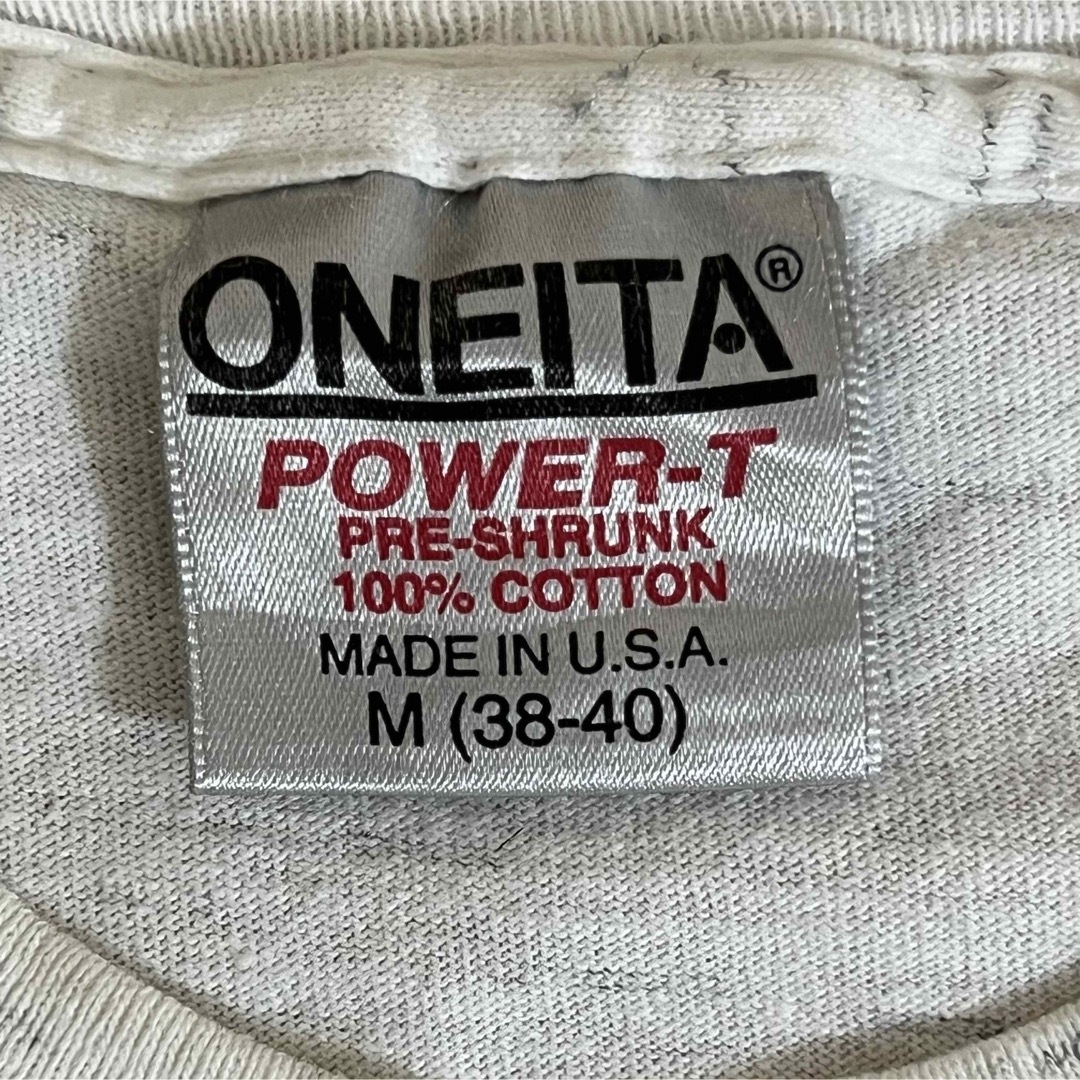 ONEITA®
POWER-T
PRE-SHRUNK
100% COTTON
MADE IN U.S.A.
M (38-40)